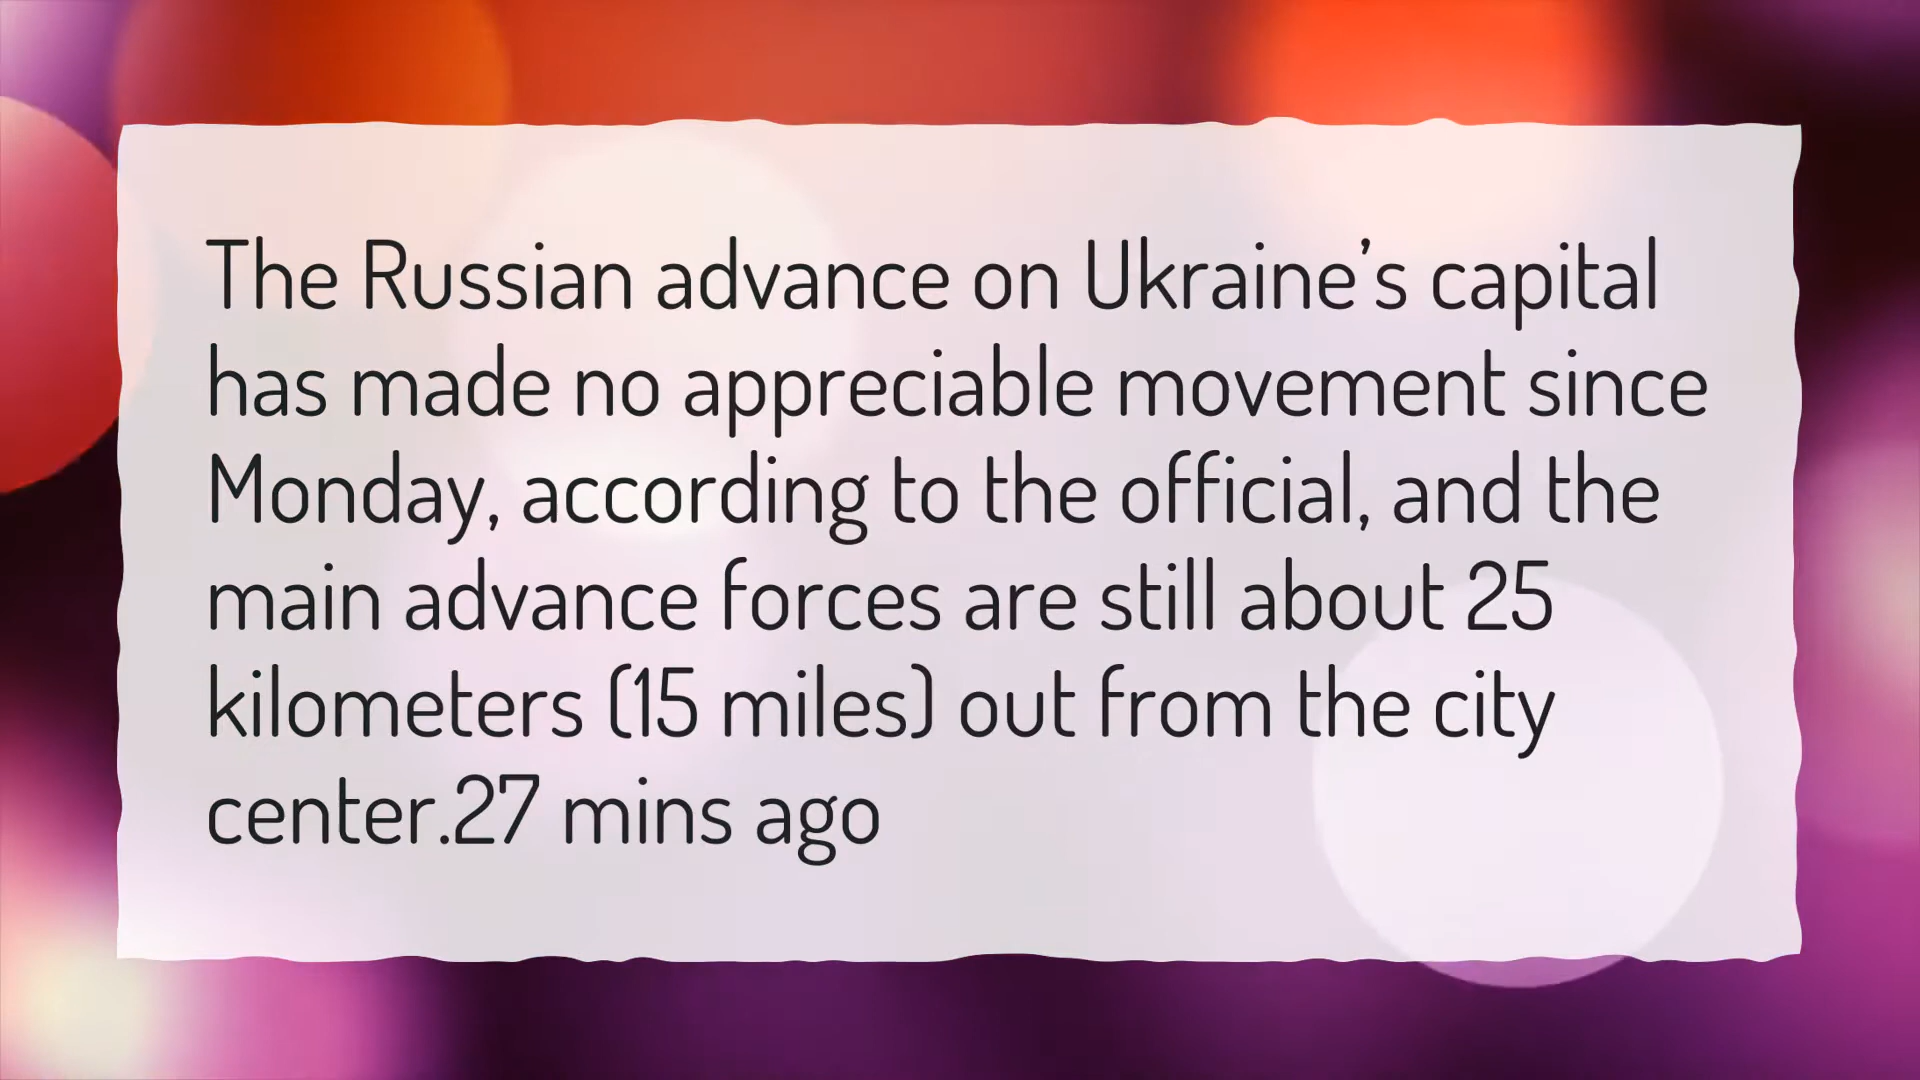 The Russian advance on Ukraine’s capital
has made no appreciable movement since
Monday, according to the official, and the
main advance forces are still about 25
kilometers (15 miles) out from the city
center.27 mins ago